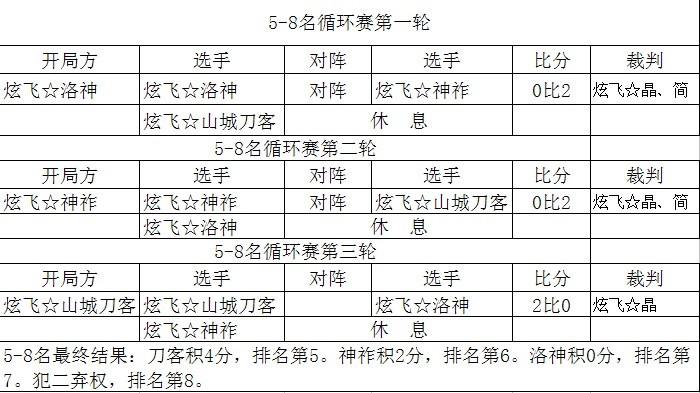 5-8名循环赛第一轮
开局方 选手 对阵 选手 比分 裁判
炫飞☆洛神 炫飞☆洛神 对阵 炫飞☆神祚 0比2 炫飞☆晶、简
炫飞☆山城刀客 休 息
5-8名循环赛第二轮
开局方 选手 对阵 选手 比分 裁判
炫飞☆神祚 炫飞☆神祚 对阵 炫飞☆山城刀客 0比2 炫飞☆晶、简
炫飞☆洛神 休 息
5-8名循环赛第三轮
开局方 选手 对阵 选手 比分 裁判
炫飞☆山城刀客 炫飞☆山城刀客 炫飞☆洛神 2比0 炫飞☆晶
炫飞☆神祚 休 息
5-8名最终结果：刀客积4分，排名第5。神祚积2分，排名第6。洛神积0分，排名第
7。犯二弃权，排名第8。